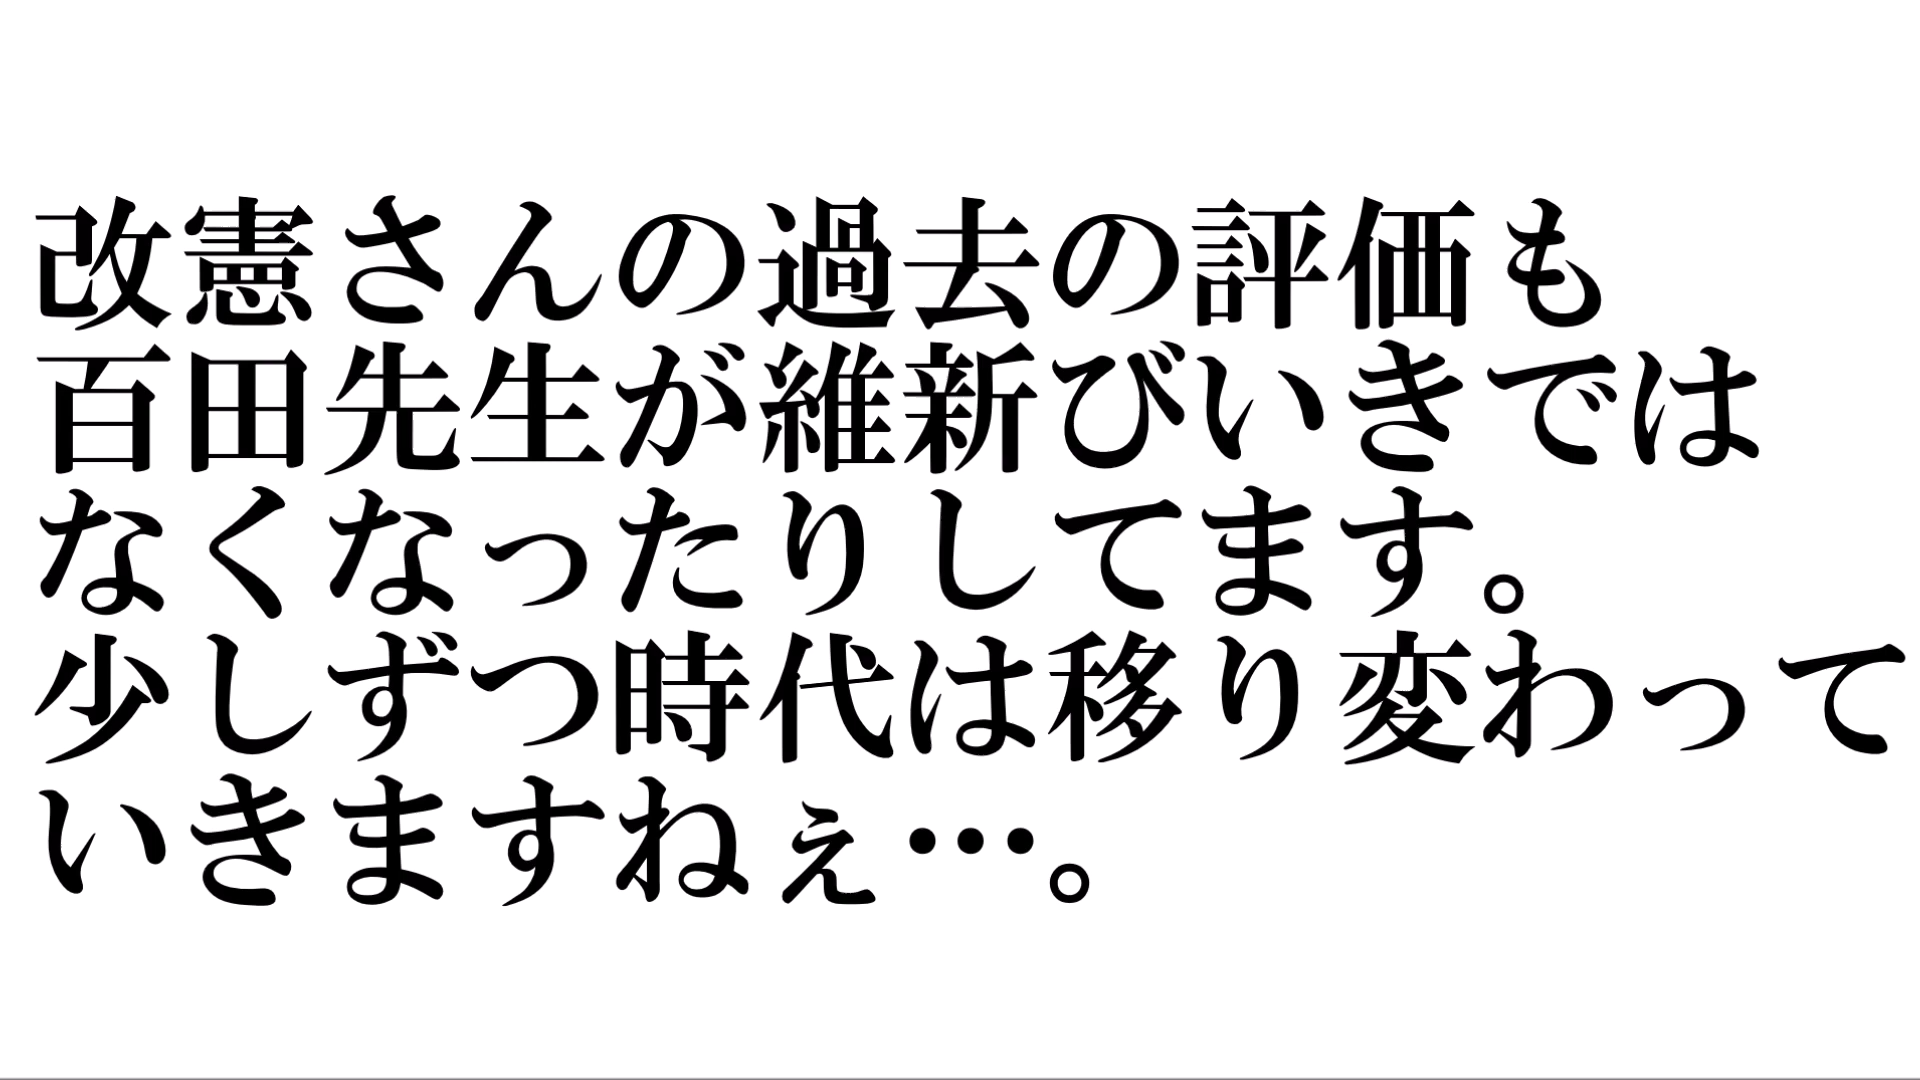 改憲さんの過去の評価も
百田先生が維新びいきでは
なくなったりしてます。
少しずつ時代は移り変わって
いきますねぇ…。